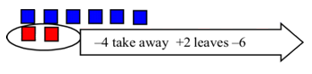 –4 take away  +2 leaves –6